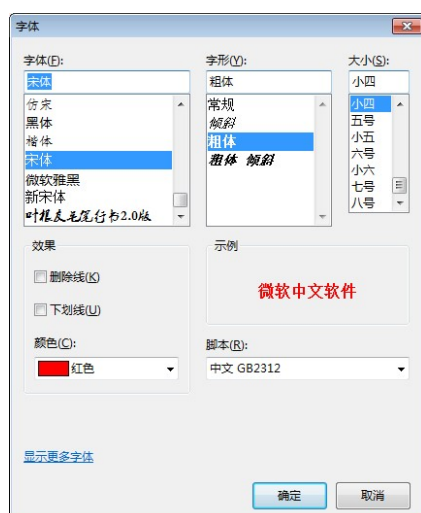 字体
字体(F):
宋体
仿宋
黑体
楷体
宋体
微软雅黑
新宋体
叶根友毛笔行书2.0版
字形(Y):
粗体
常规
倾斜
粗体
粗体 倾斜
大小(S):
小四
小四
五号
小五
六号
小六
七号
八号
效果
删除线(K)
下划线(U)
颜色(C):
红色
示例
微软中文软件
脚本(R):
中文 GB2312
显示更多字体
确定
取消